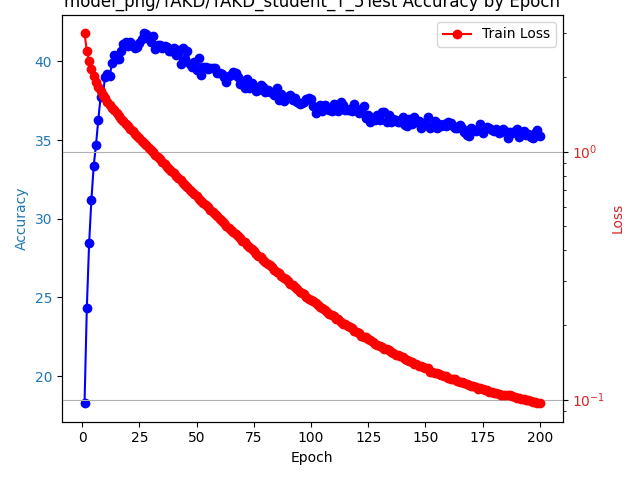 model_png/TAKD/TAKD_student_T_5Test Accuracy by Epoch
Train Loss
40
35
30
25
20
10^0
10^-1
Accuracy
Loss
0 25 50 75 100 125 150 175 200
Epoch